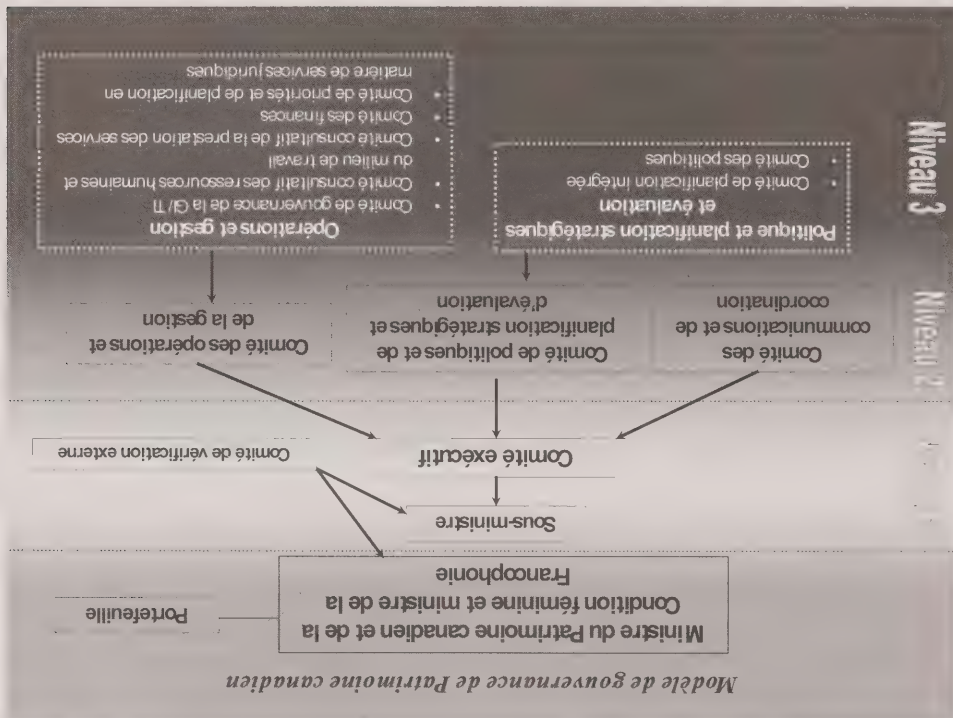 Modèle de gouvernance de Patrimoine canadien
Ministre du Patrimoine canadien et de la
Condition féminine et ministre de la
Francophonie
Portefeuille
Sous-ministre
Comité exécutif
Comité de vérification externe
Niveau 2
Comité des
communications et de
coordination
Comité de politiques et de
planification stratégiques et
d'évaluation
Comité des opérations et
de la gestion
Niveau 3
Politique et planification stratégiques
et évaluation
• Comité de planification intégrée
• Comité des politiques
Opérations et gestion
• Comité de gouvernance de la GI/TI
• Comité consultatif des ressources humaines et
du milieu de travail
• Comité consultatif de la prestation des services
• Comité des finances
• Comité de priorités et de planification en
matière de services juridiques